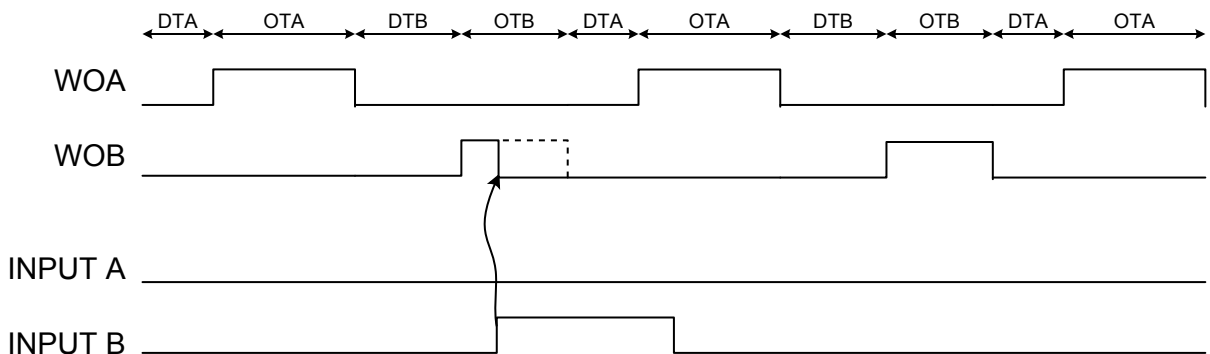 DTA OTA DTB OTB DTA OTA DTB OTB DTA OTA
WOA
WOB
INPUT A
INPUT B